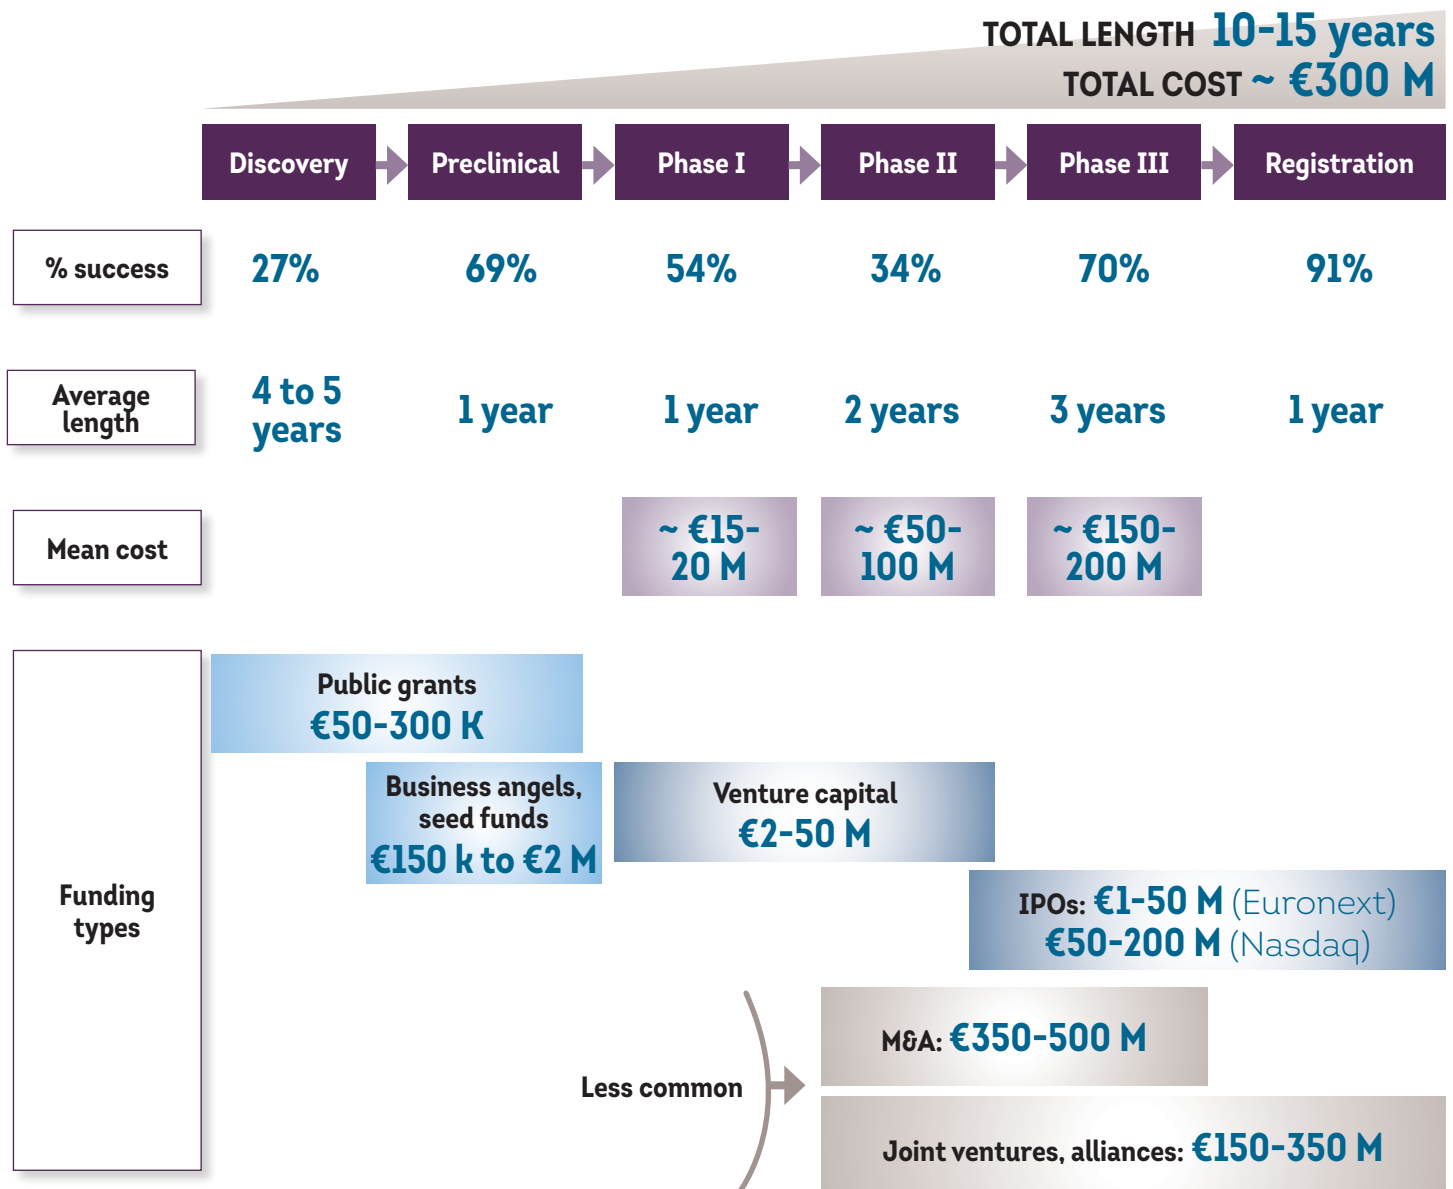 TOTAL LENGTH 10-15 years
TOTAL COST ~ €300 M
Discovery
Preclinical
Phase I
Phase II
Phase III
Registration
% success
27%
69%
54%
34%
70%
91%
Average
length
4 to 5
years
1 year
1 year
2 years
3 years
1 year
Mean cost
~ €15-
20 M
~ €50-
100 M
~ €150-
200 M
Funding
types
Public grants
€50-300 K
Business angels,
seed funds
€150 k to €2 M
Venture capital
€2-50 M
IPOs: €1-50 M (Euronext)
€50-200 M (Nasdaq)
Less common
M&A: €350-500 M
Joint ventures, alliances: €150-350 M